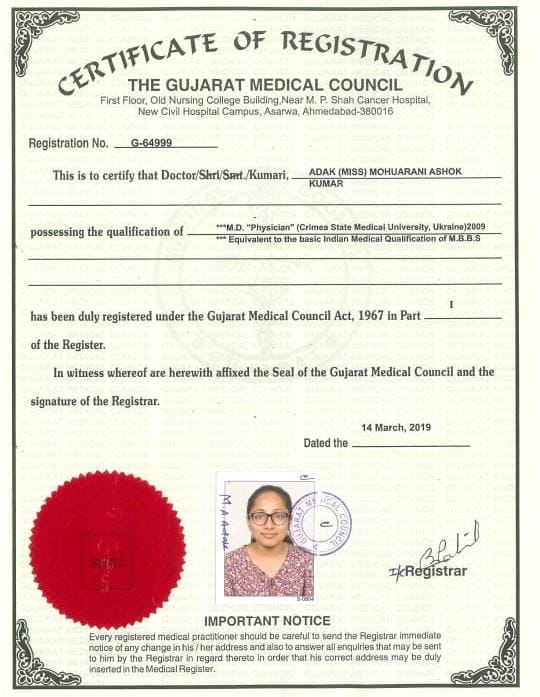 CERTIFICATE OF REGISTRATION
THE GUJARAT MEDICAL COUNCIL
First Floor, Old Nursing College Building,Near M. P. Shah Cancer Hospital,
New Civil Hospital Campus, Asarwa, Ahmedabad-380016
Registration No. G-64999
This is to certify that Doctor/Shri/Smt./Kumari, ADAK (MISS) MOHUARANI ASHOK
KUMAR
possessing the qualification of ***M.D. "Physician" (Crimea State Medical University, Ukraine)2009
*** Equivalent to the basic Indian Medical Qualification of M.B.B.S
has been duly registered under the Gujarat Medical Council Act, 1967 in Part I
of the Register.
In witness whereof are herewith affixed the Seal of the Gujarat Medical Council and the
signature of the Registrar.
14 March, 2019
Dated the
M A Adak
GUJARAT MEDICAL COUNCIL
SEAL
I/c Registrar
S-0804
IMPORTANT NOTICE
Every registered medical practitioner should be careful to send the Registrar immediate
notice of any change in his / her address and also to answer all enquiries that may be sent
to him by the Registrar in regard thereto in order that his correct address may be duly
inserted in the Medical Register.